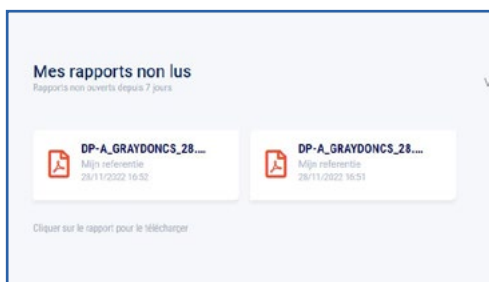 Mes rapports non lus
Rapports non ouverts depuis 7 jours
V
DP-A_GRAYDONCS_28....
Mijn referentie
28/11/2022 16:52
DP-A_GRAYDONCS_28....
Mijn referentie
28/11/2022 16:51
Cliquer sur le rapport pour le télécharger